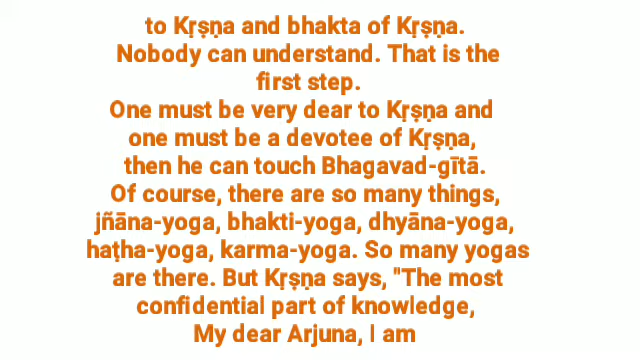 to Kṛṣṇa and bhakta of Kṛṣṇa.
Nobody can understand. That is the
first step.
One must be very dear to Kṛṣṇa and
one must be a devotee of Kṛṣṇa,
then he can touch Bhagavad-gītā.
Of course, there are so many things,
jñāna-yoga, bhakti-yoga, dhyāna-yoga,
haṭha-yoga, karma-yoga. So many yogas
are there. But Kṛṣṇa says, "The most
confidential part of knowledge,
My dear Arjuna, I am